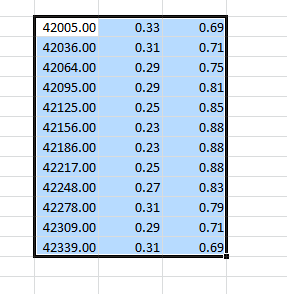 42005.00 0.33 0.69
42036.00 0.31 0.71
42064.00 0.29 0.75
42095.00 0.29 0.81
42125.00 0.25 0.85
42156.00 0.23 0.88
42186.00 0.23 0.88
42217.00 0.25 0.88
42248.00 0.27 0.83
42278.00 0.31 0.79
42309.00 0.29 0.71
42339.00 0.31 0.69